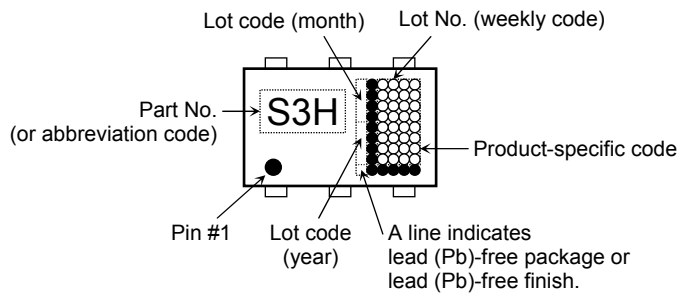 Lot code (month)
Lot No. (weekly code)
Part No.
(or abbreviation code)
S3H
Product-specific code
Pin #1
Lot code
(year)
A line indicates
lead (Pb)-free package or
lead (Pb)-free finish.